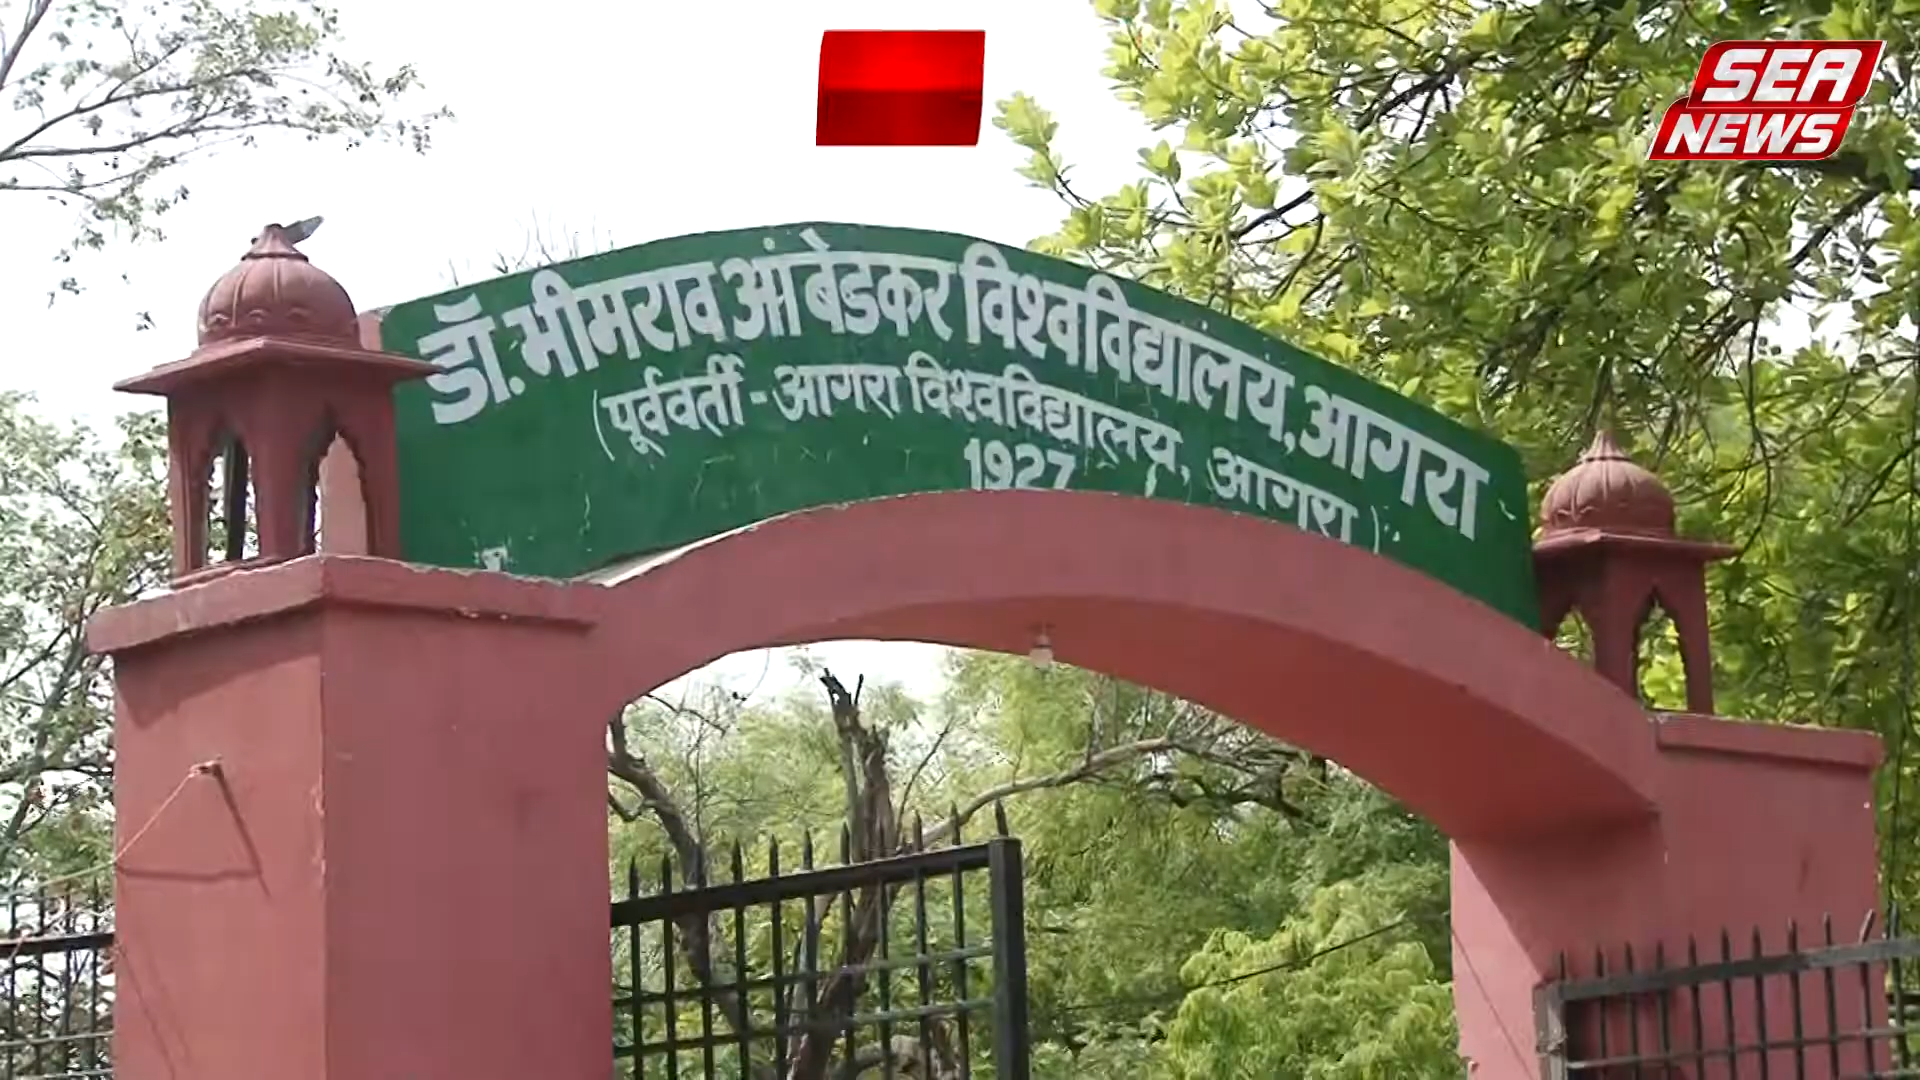 SEA
NEWS
डॉ. भीमराव आंबेडकर विश्वविद्यालय, आगरा
(पूर्ववर्ती - आगरा विश्वविद्यालय, आगरा)
1927